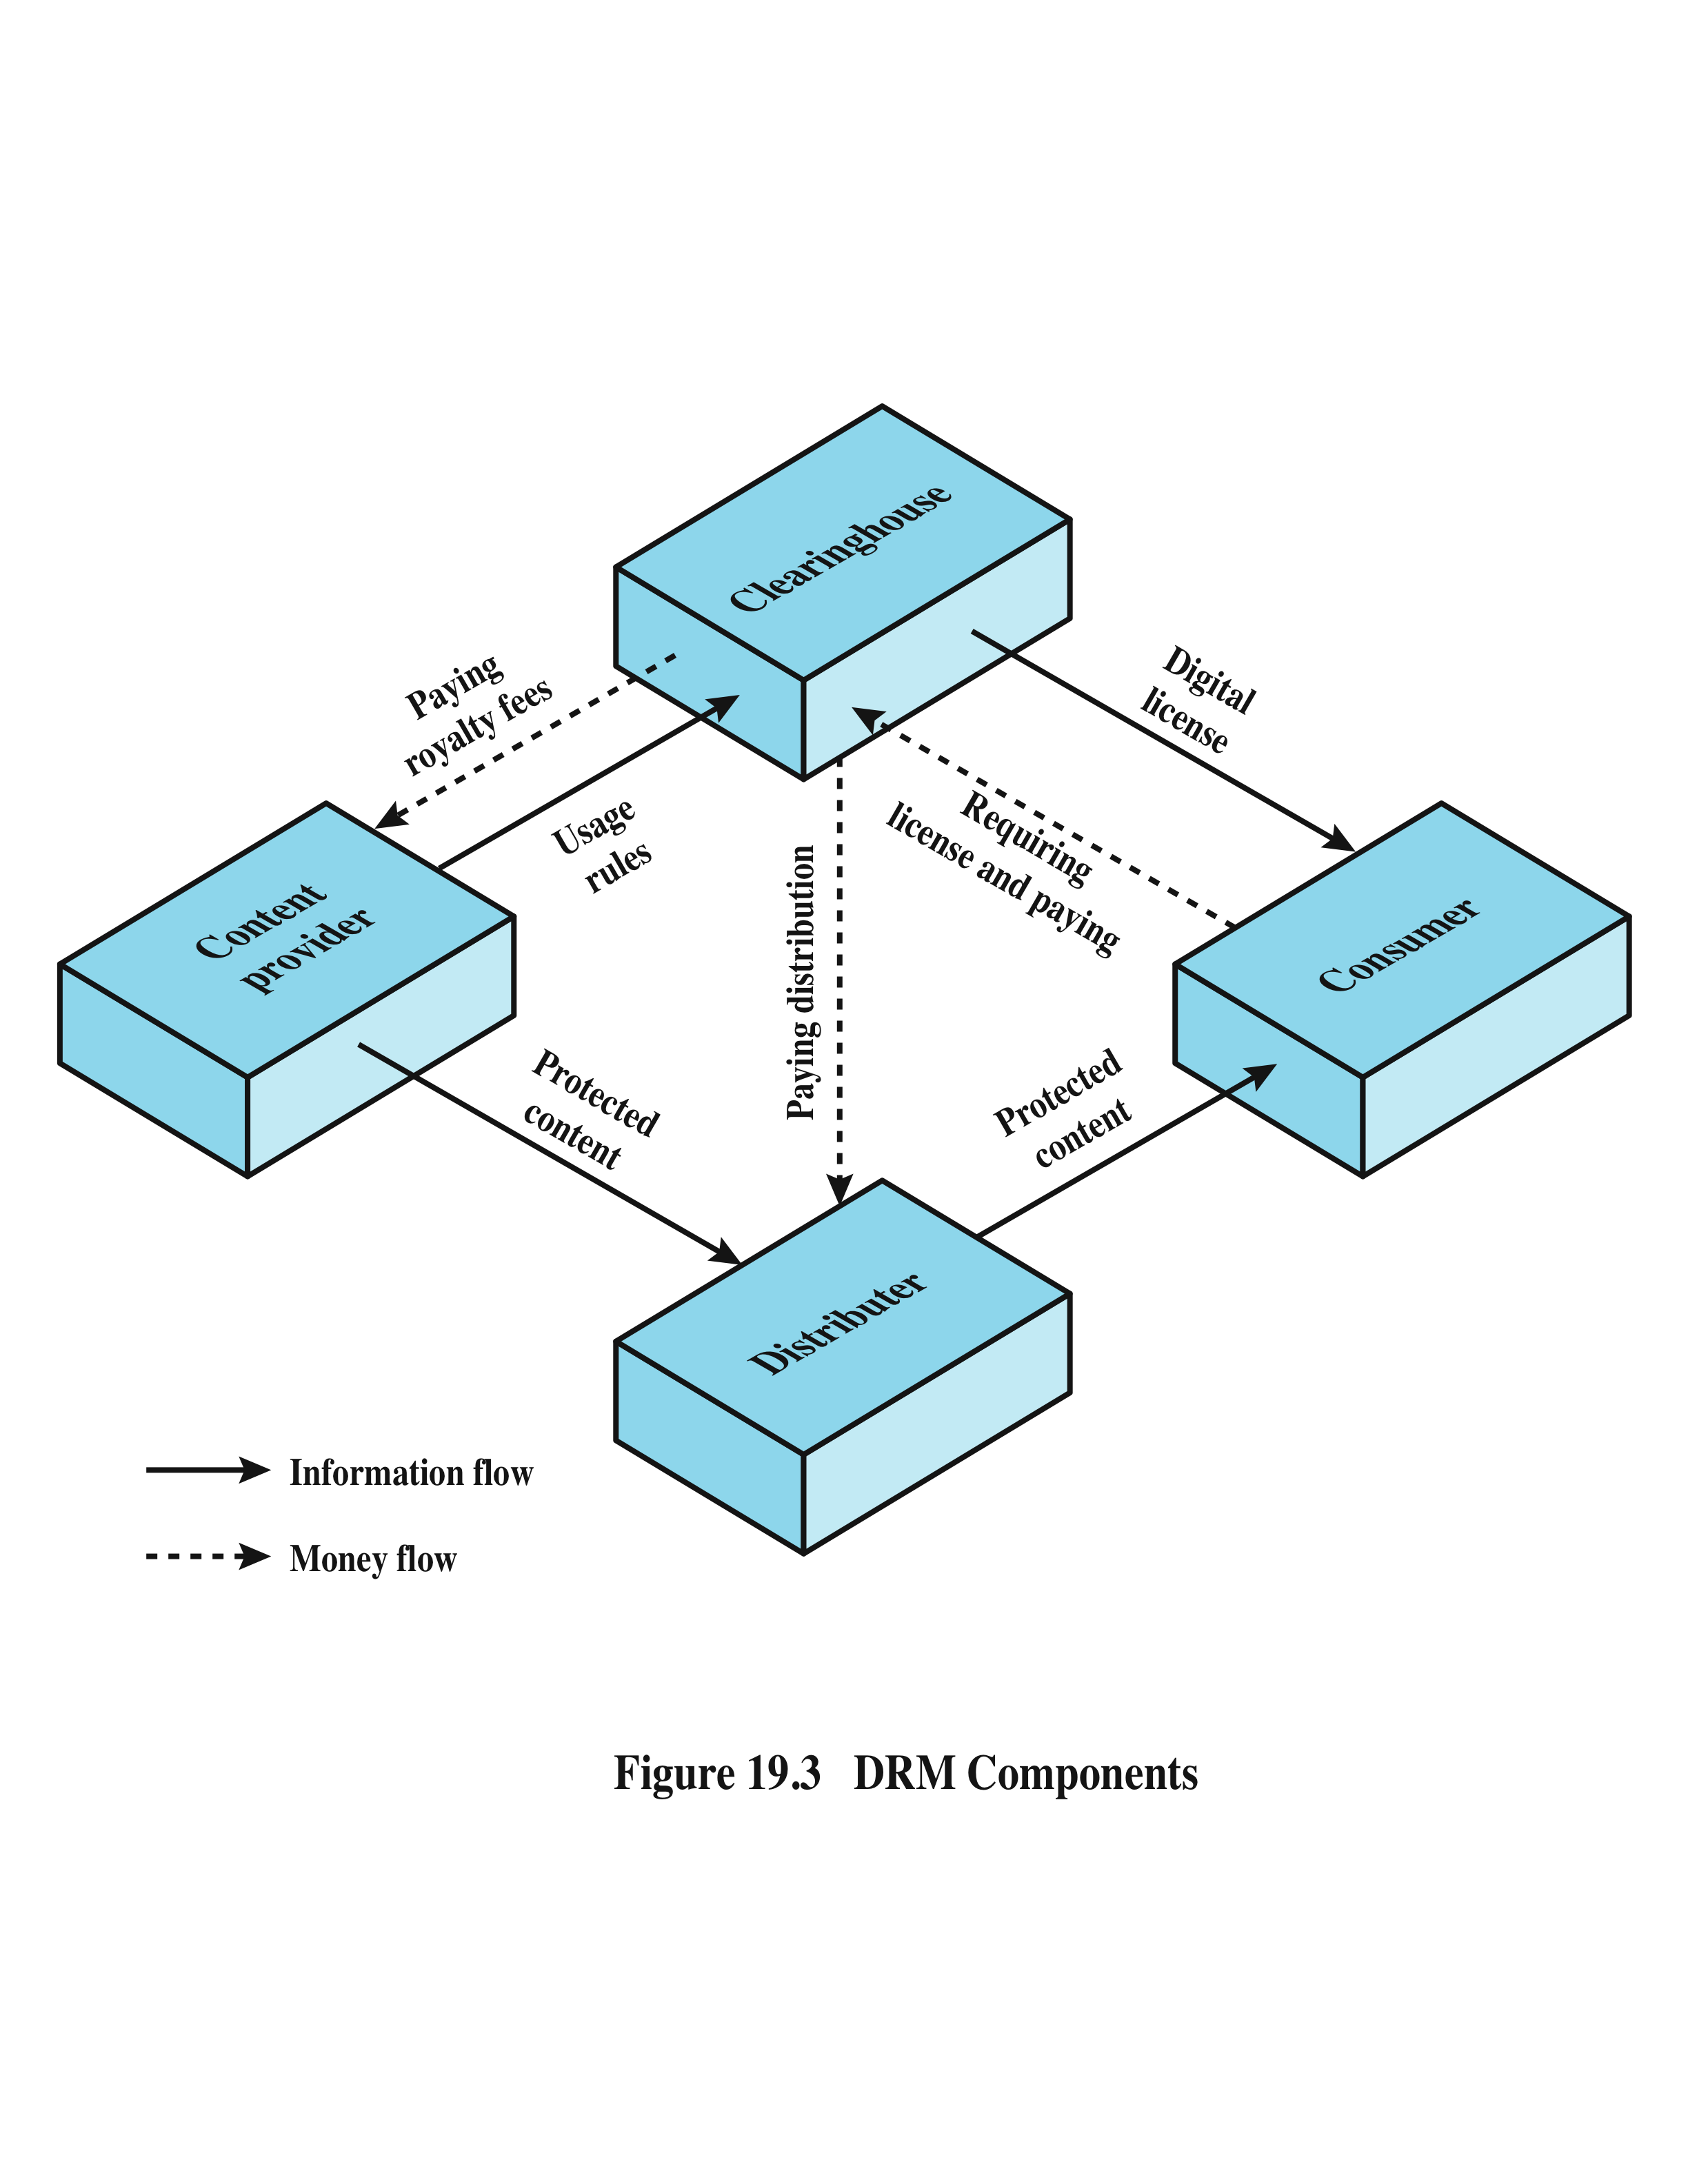 Clearinghouse
Paying
royalty fees
Digital
license
Usage
rules
Requiring
license and paying
Paying distribution
Content
provider
Consumer
Protected
content
Protected
content
Distributer
Information flow
Money flow
Figure 19.3 DRM Components